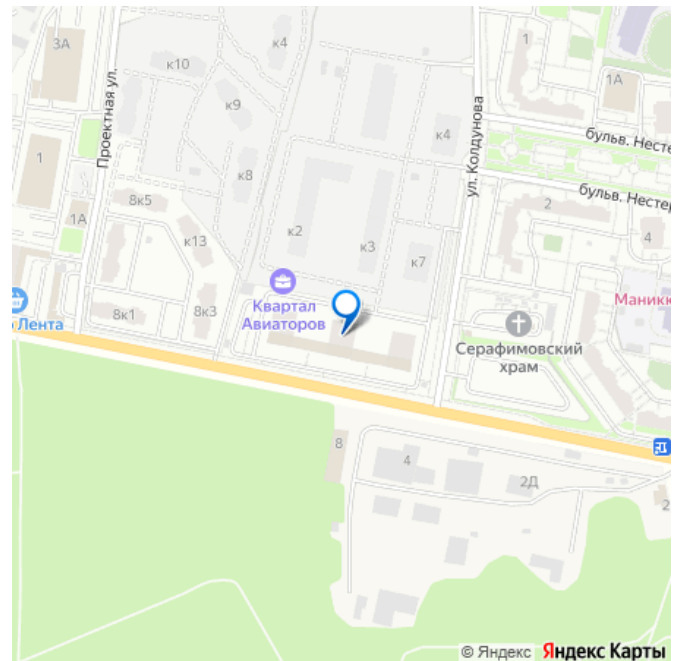 3А
к4
1
к10
1А
к9
Проектная ул.
к4
ул. Колдунова
бульв. Несте
1
к8
бульв. Нестер
8к5
2
1А
к2
к13
4
к3
к7
Квартал
Авиаторов
Маникю
Лента
8к1
8к3
Серафимовский
храм
8
4
2Д
2
© Яндекс Яндекс Карты